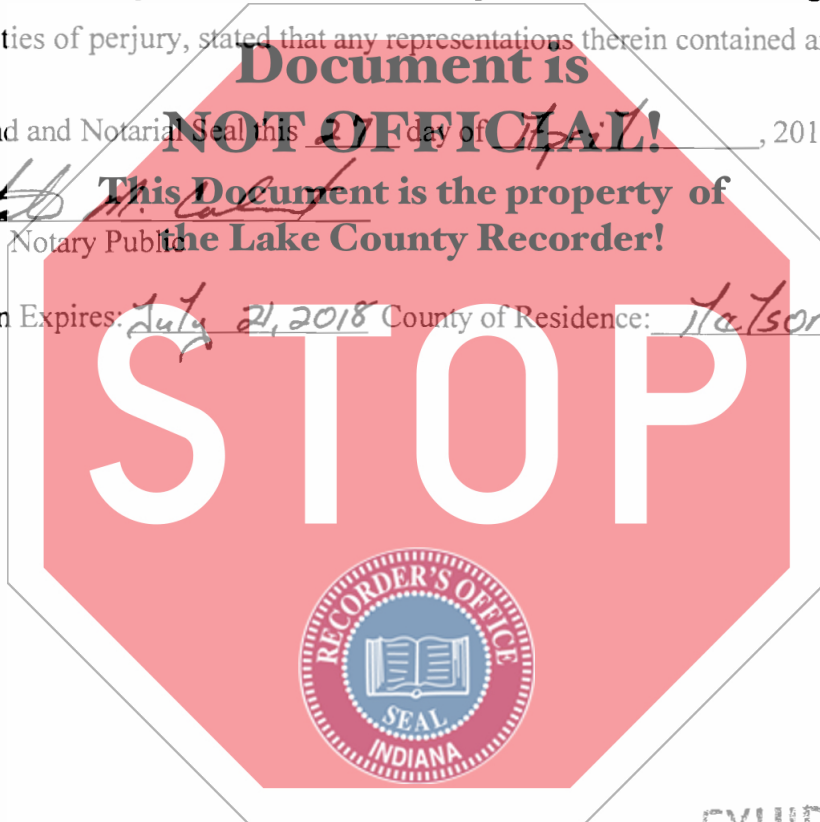 ties of perjury, stated that any representations therein contained a
Document is
nd and Notarial Seal this 27 day of April, 201
NOT OFFICIAL!
This Document is the property of
Notary Public
the Lake County Recorder!
n Expires: July 21, 2018 County of Residence:
STOP
RECORDER'S OFFICE
SEAL
INDIANA